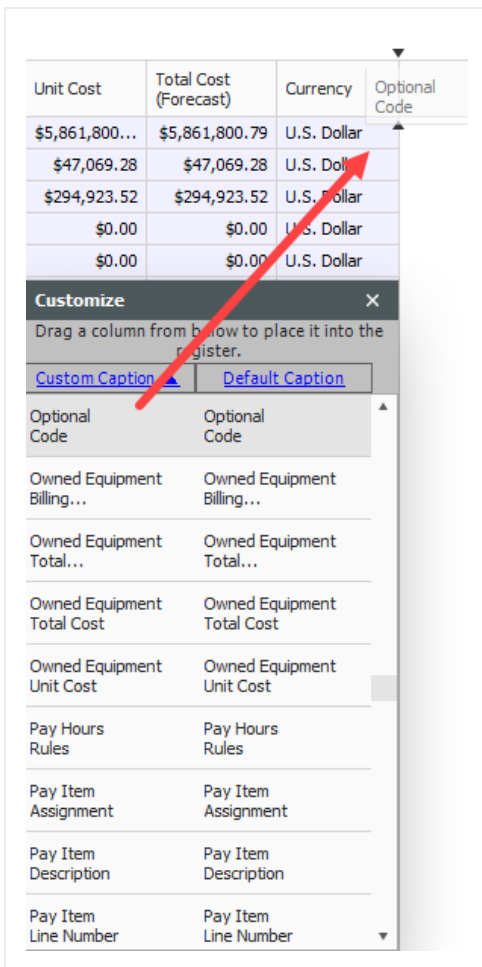 Unit Cost Total Cost (Forecast) Currency Optional Code
$5,861,800... $5,861,800.79 U.S. Dollar
$47,069.28 $47,069.28 U.S. Dollar
$294,923.52 $294,923.52 U.S. Dollar
$0.00 $0.00 U.S. Dollar
$0.00 $0.00 U.S. Dollar
Customize
Drag a column from below to place it into the
register.
Custom Caption Default Caption
Optional Optional
Code Code
Owned Equipment Owned Equipment
Billing... Billing...
Owned Equipment Owned Equipment
Total... Total...
Owned Equipment Owned Equipment
Total Cost Total Cost
Owned Equipment Owned Equipment
Unit Cost Unit Cost
Pay Hours Pay Hours
Rules Rules
Pay Item Pay Item
Assignment Assignment
Pay Item Pay Item
Description Description
Pay Item Pay Item
Line Number Line Number